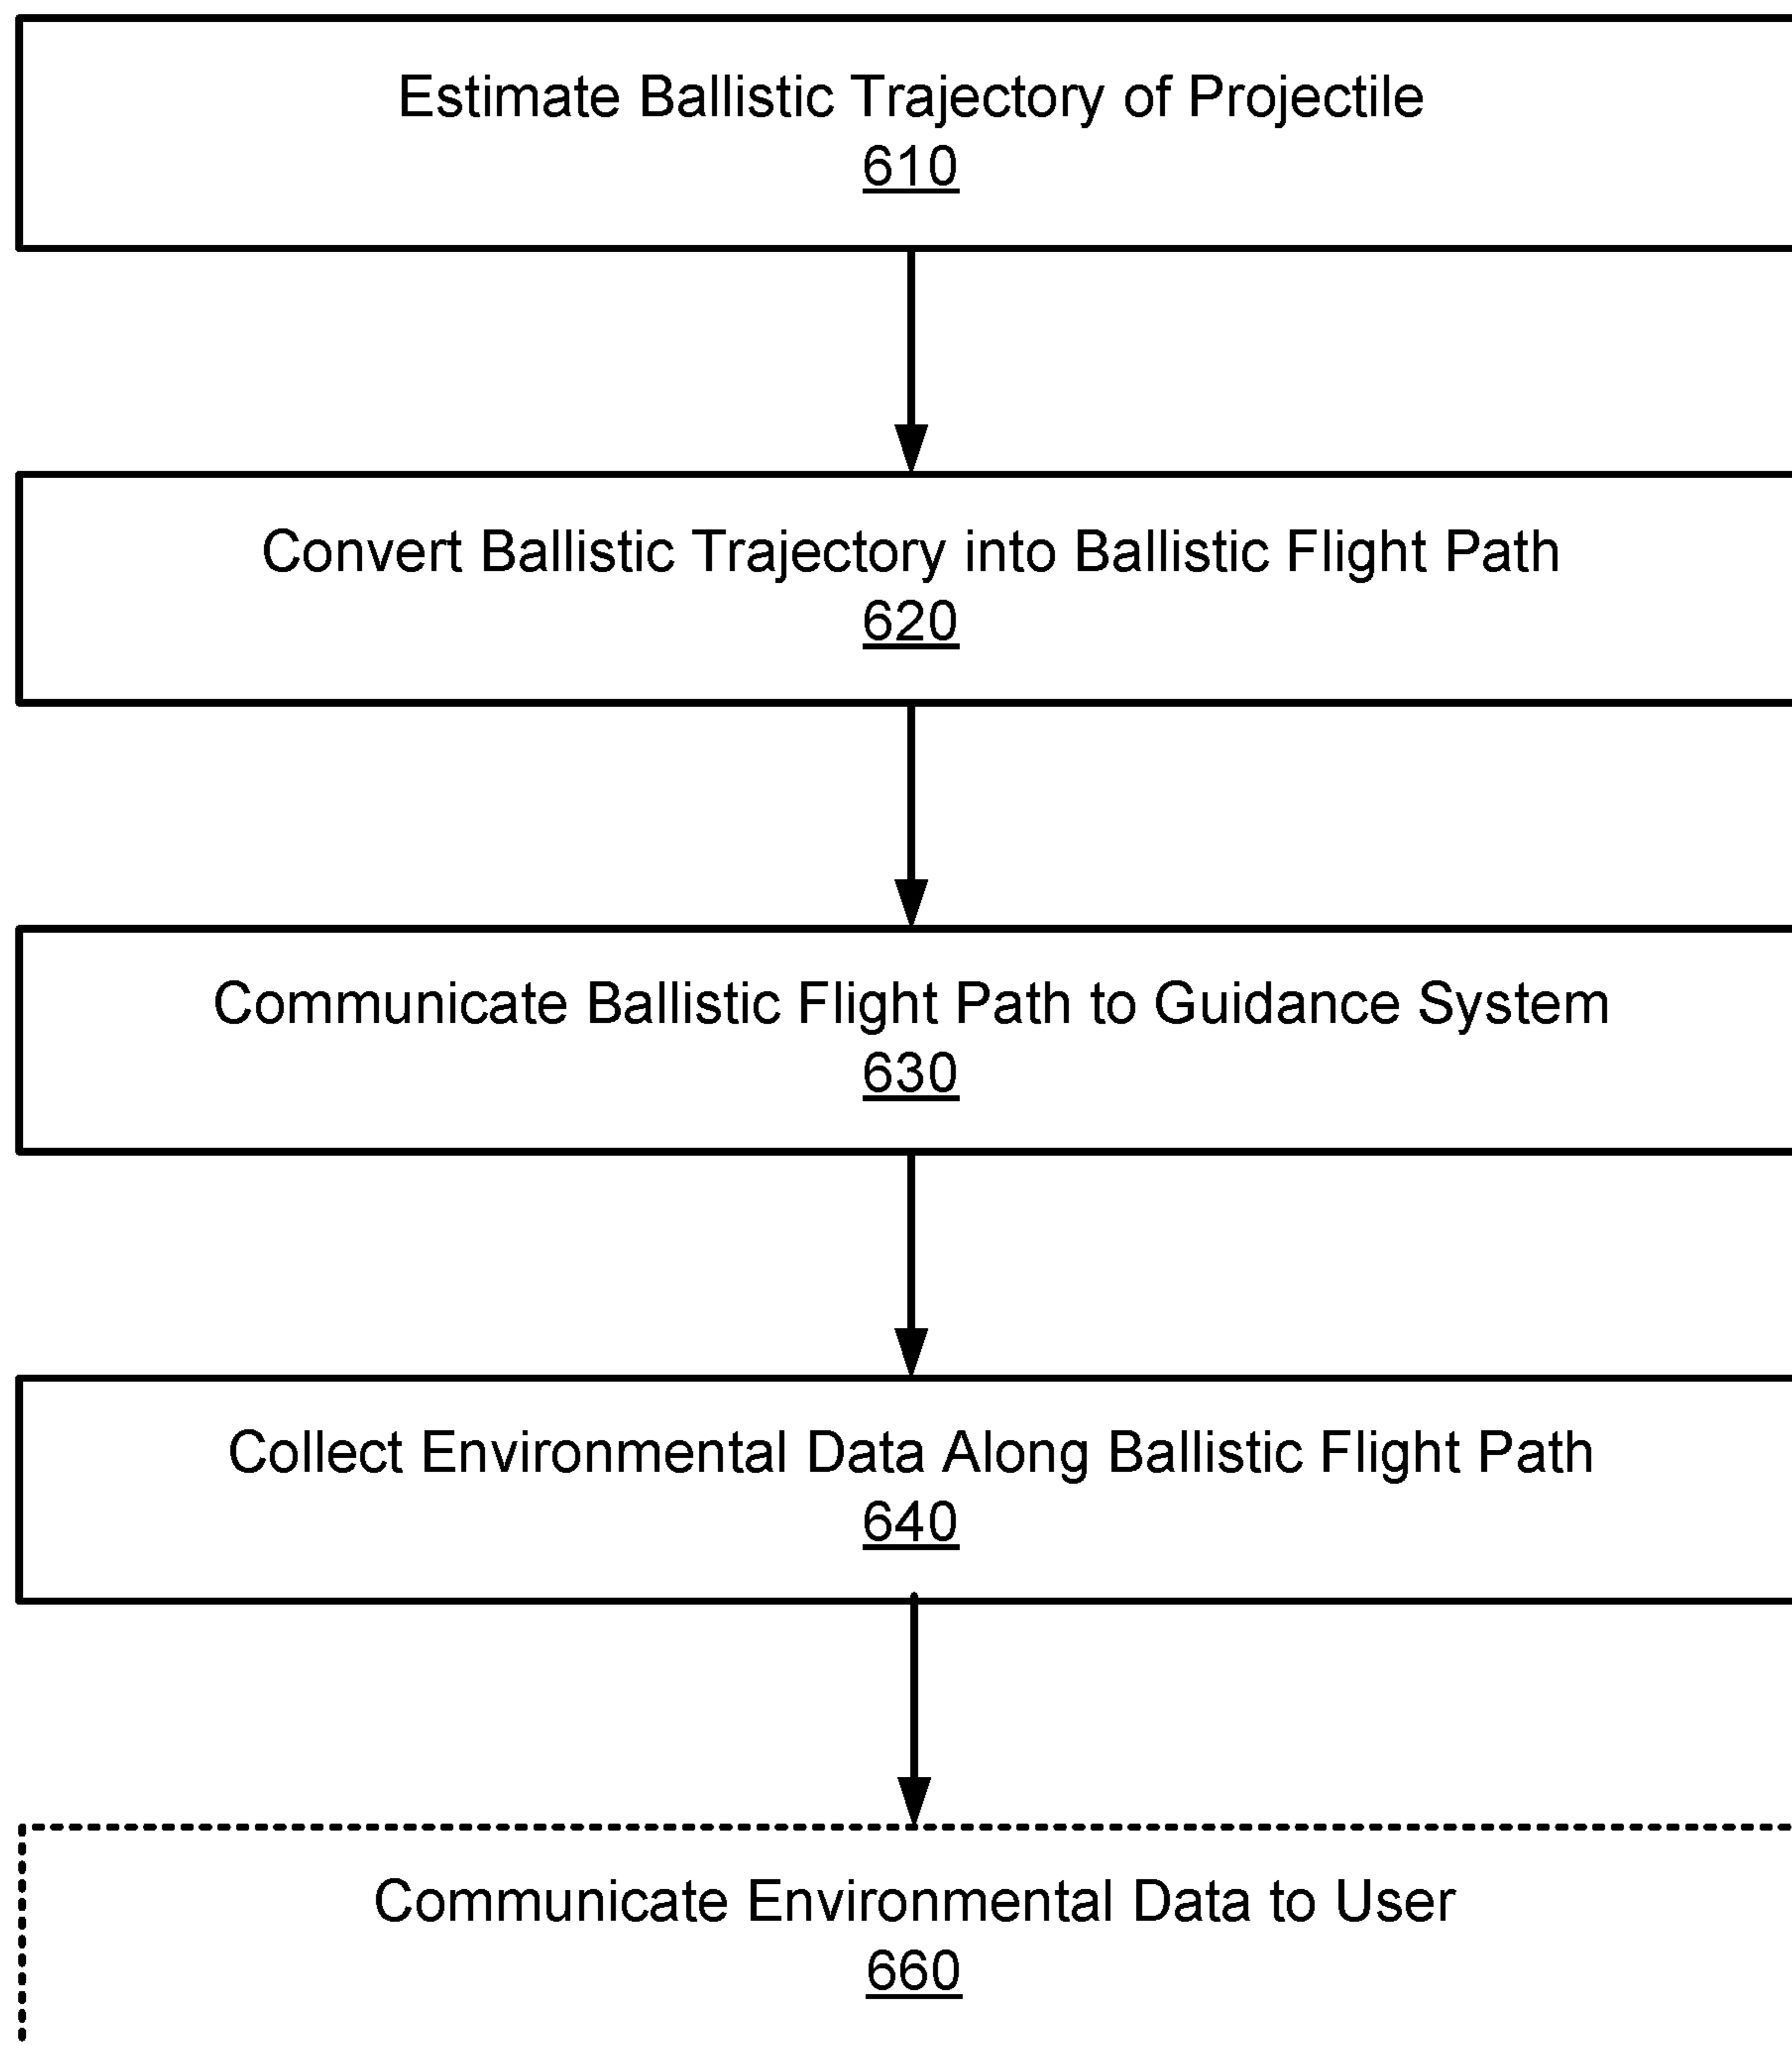 Estimate Ballistic Trajectory of Projectile
610
Convert Ballistic Trajectory into Ballistic Flight Path
620
Communicate Ballistic Flight Path to Guidance System
630
Collect Environmental Data Along Ballistic Flight Path
640
Communicate Environmental Data to User
660